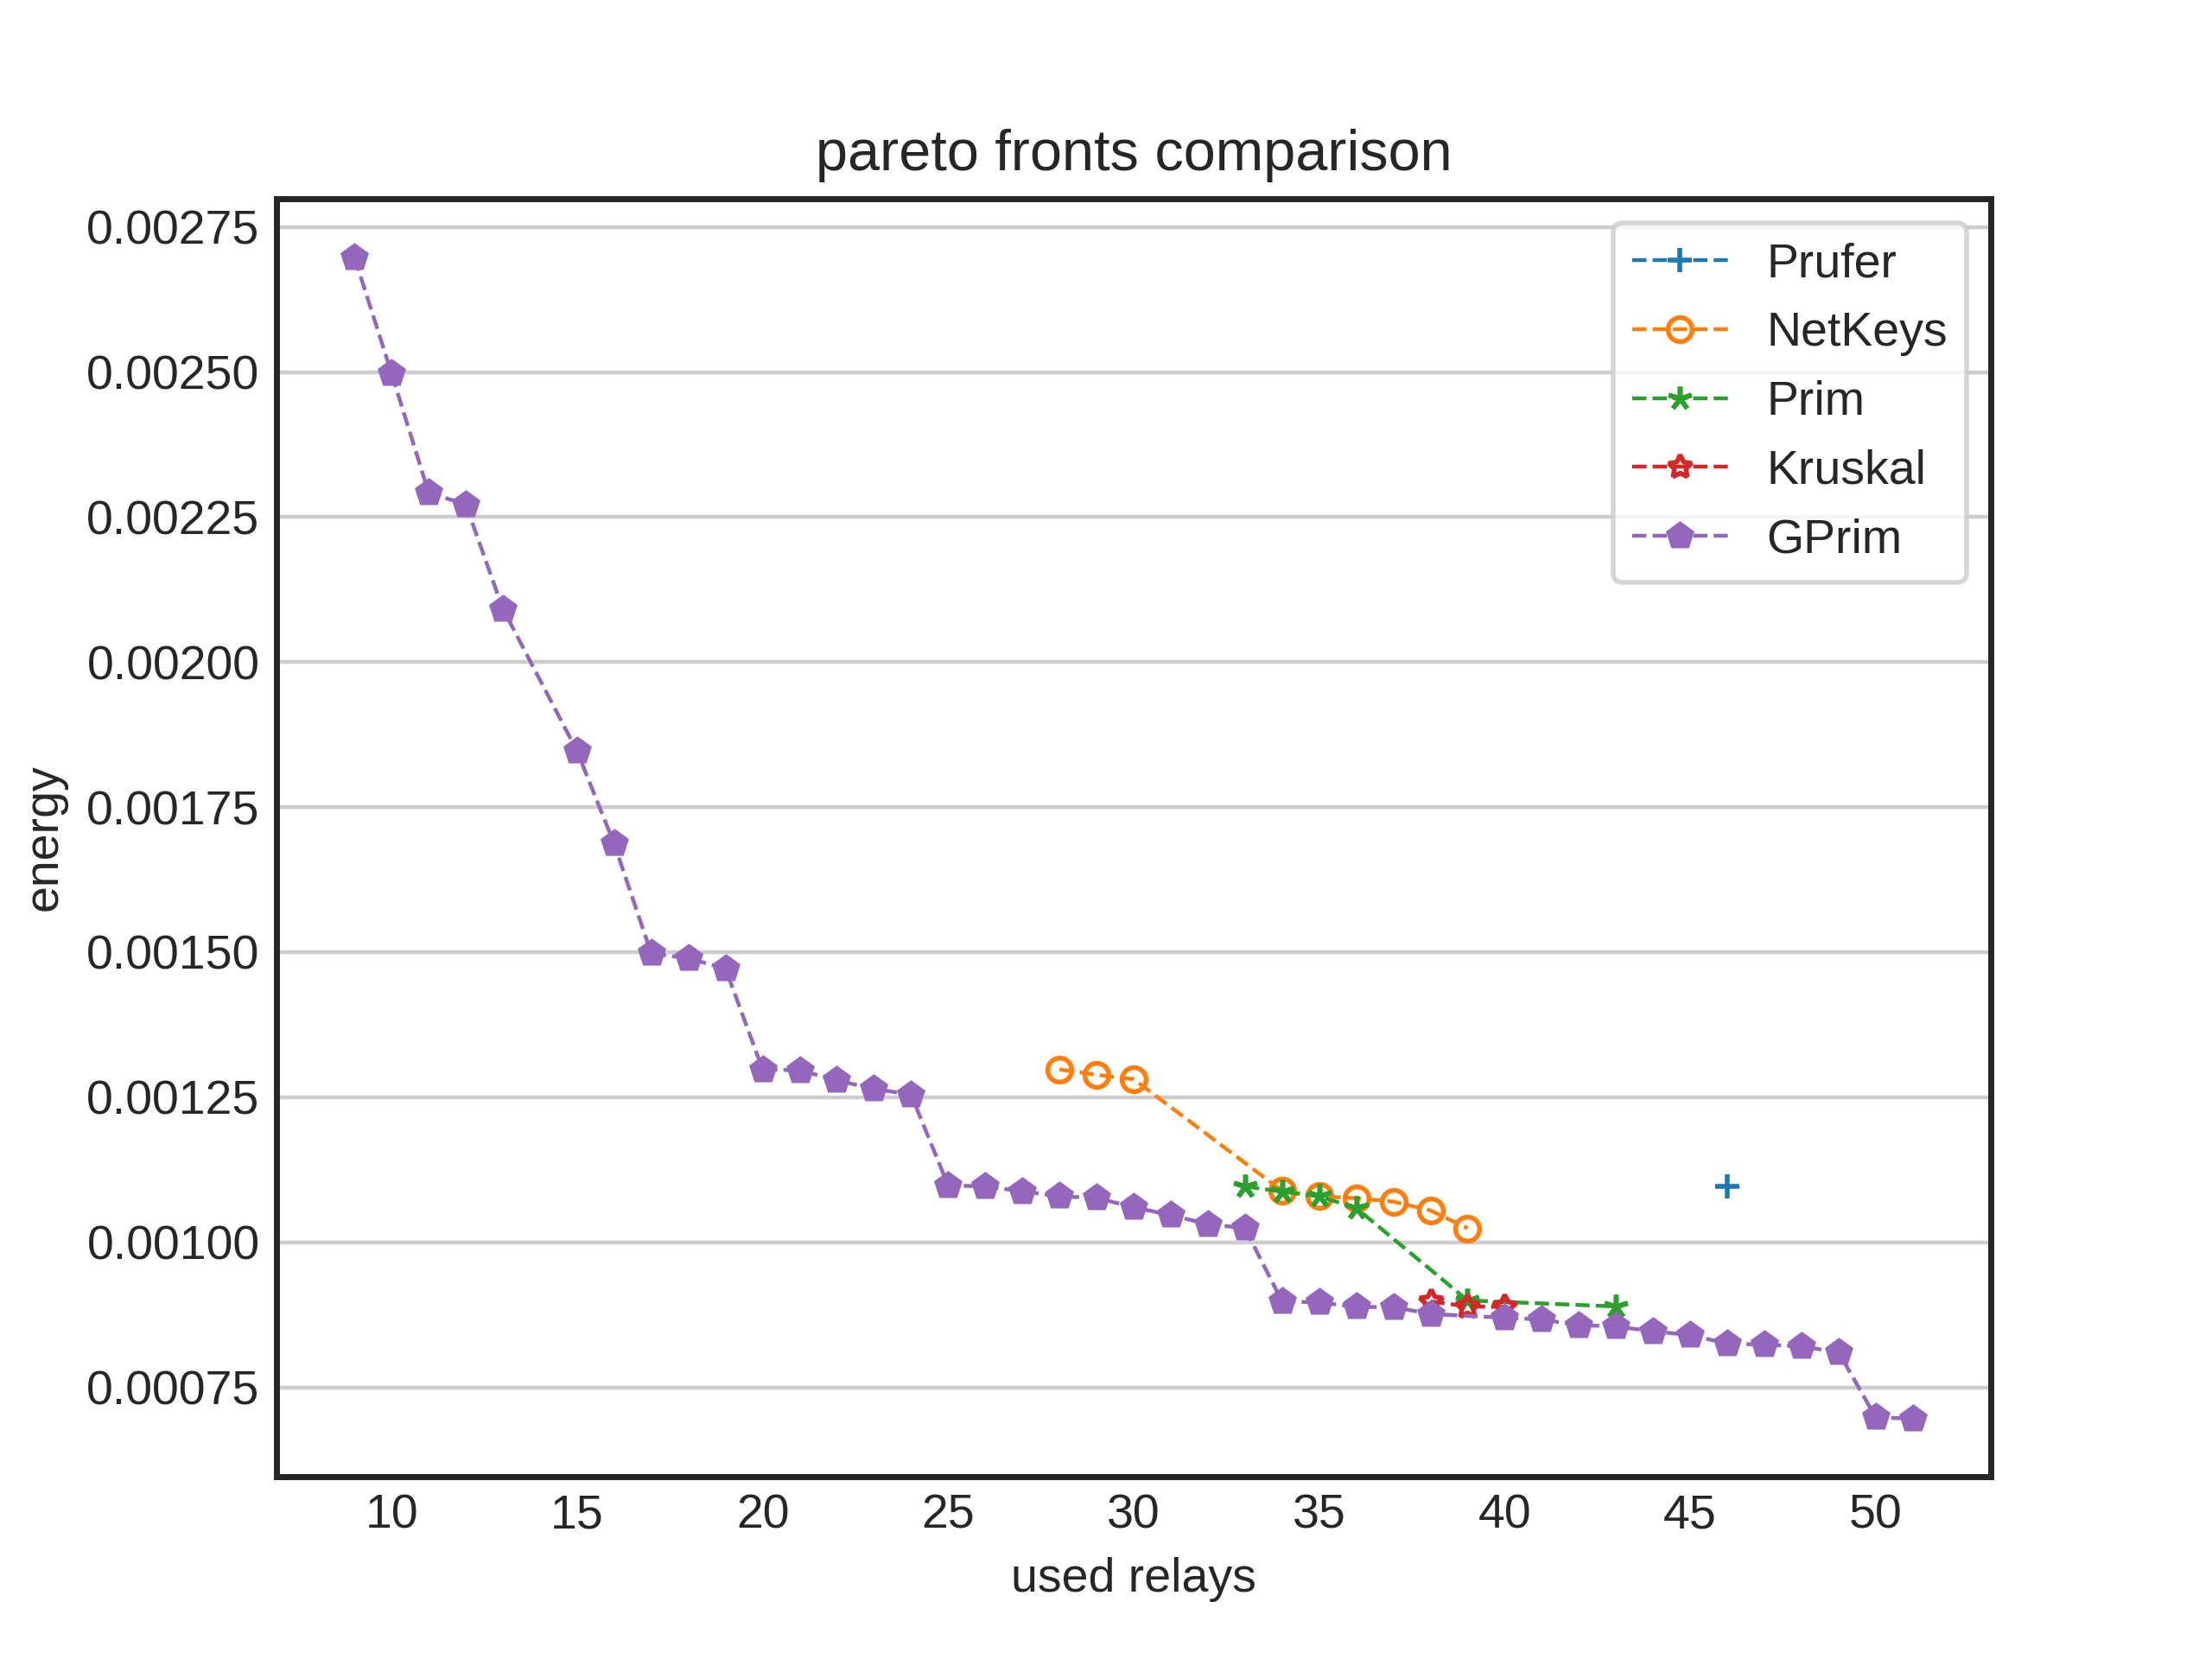 pareto fronts comparison
0.00275
0.00250
0.00225
0.00200
0.00175
0.00150
0.00125
0.00100
0.00075
energy
Prufer
NetKeys
Prim
Kruskal
GPrim
10 15 20 25 30 35 40 45 50
used relays